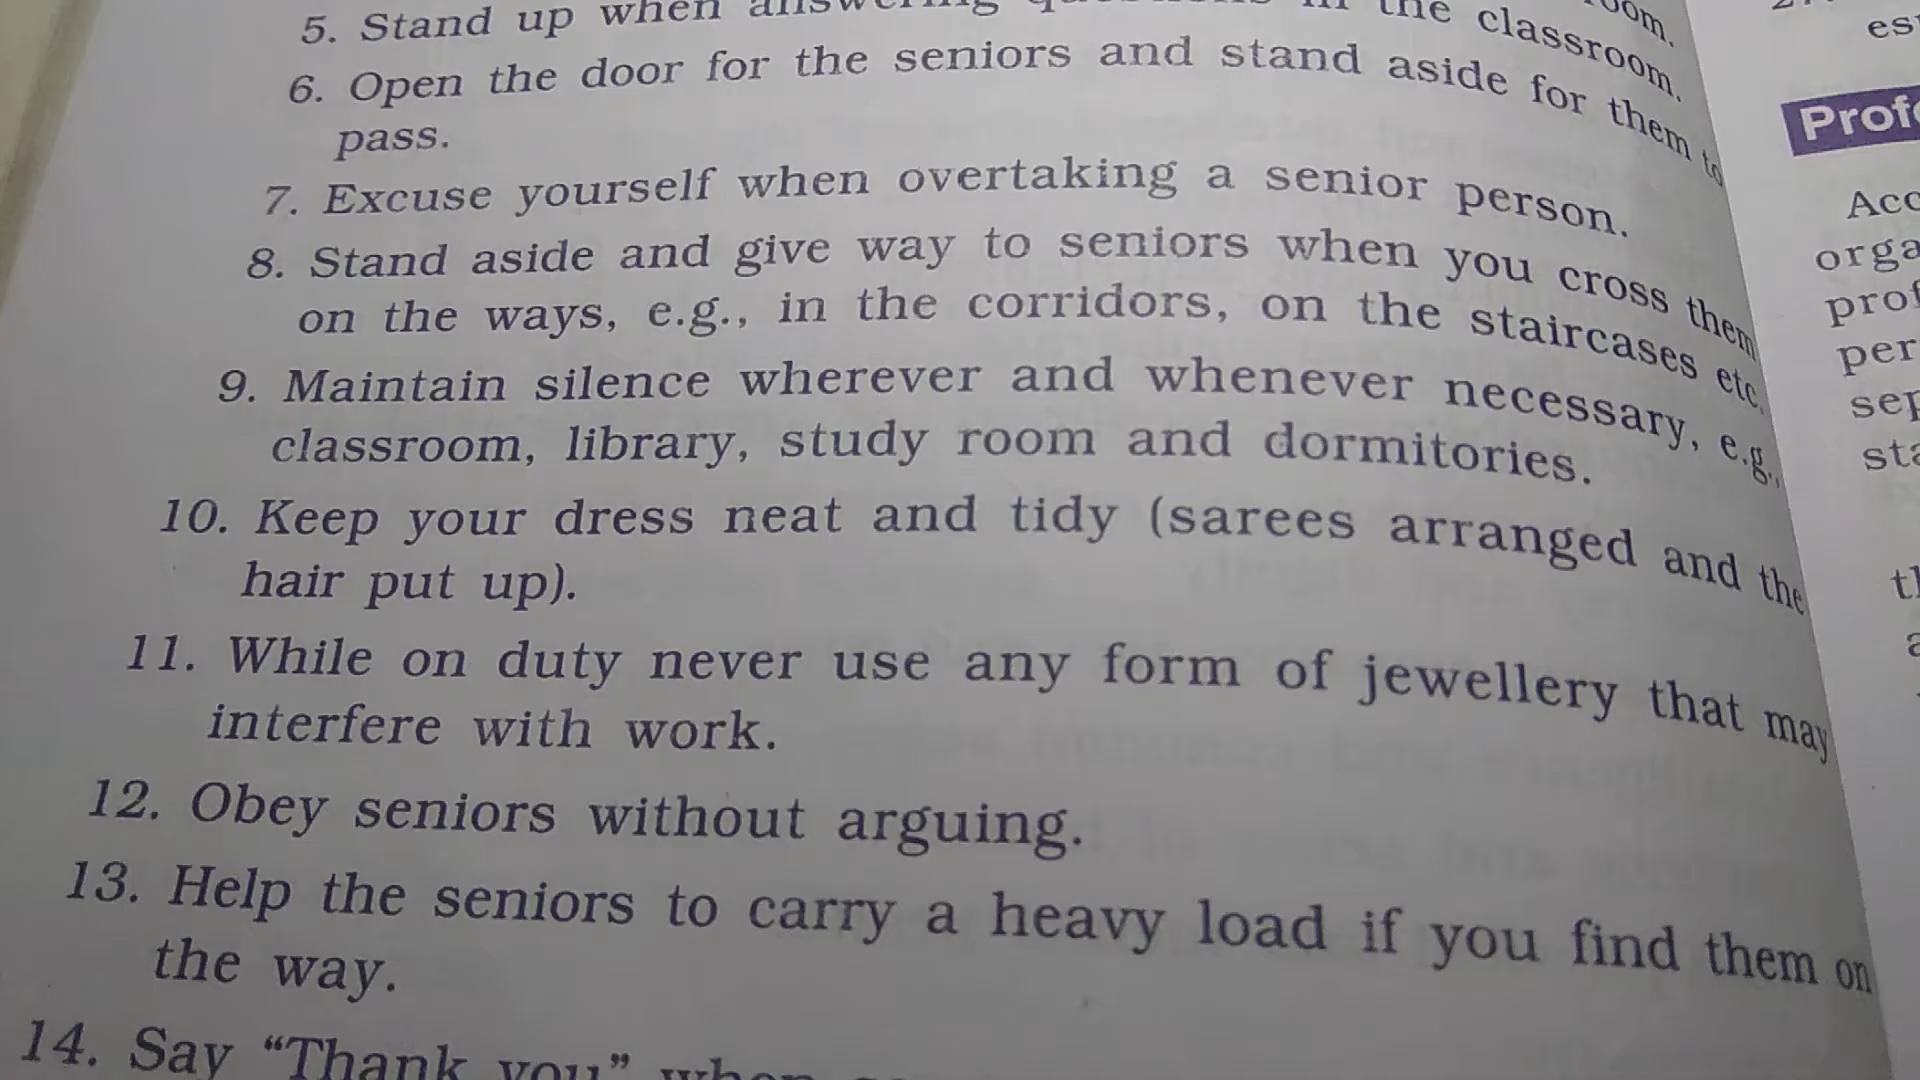 oom.
5. Stand up when answering questions in the classroom.
6. Open the door for the seniors and stand aside for them to
pass.
7. Excuse yourself when overtaking a senior person.
8. Stand aside and give way to seniors when you cross them
on the ways, e.g., in the corridors, on the staircases etc.
9. Maintain silence wherever and whenever necessary, e.g.,
classroom, library, study room and dormitories.
10. Keep your dress neat and tidy (sarees arranged and the
hair put up).
11. While on duty never use any form of jewellery that may
interfere with work.
12. Obey seniors without arguing.
13. Help the seniors to carry a heavy load if you find them on
the way.
14. Say “Thank you” when
es
Prof
Acc
orga
prof
per
sep
sta